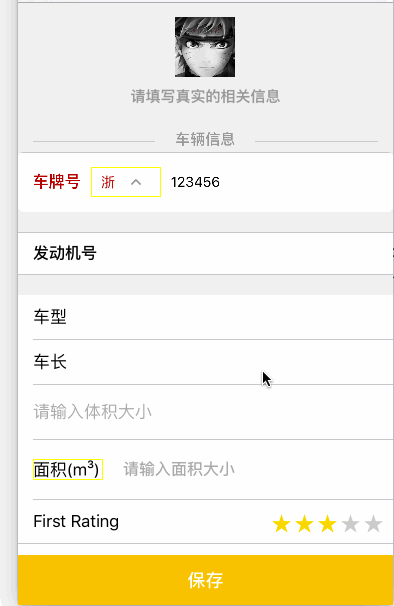 请填写真实的相关信息
车辆信息
车牌号 浙 123456
发动机号
车型
车长
请输入体积大小
面积(m³) 请输入面积大小
First Rating
保存